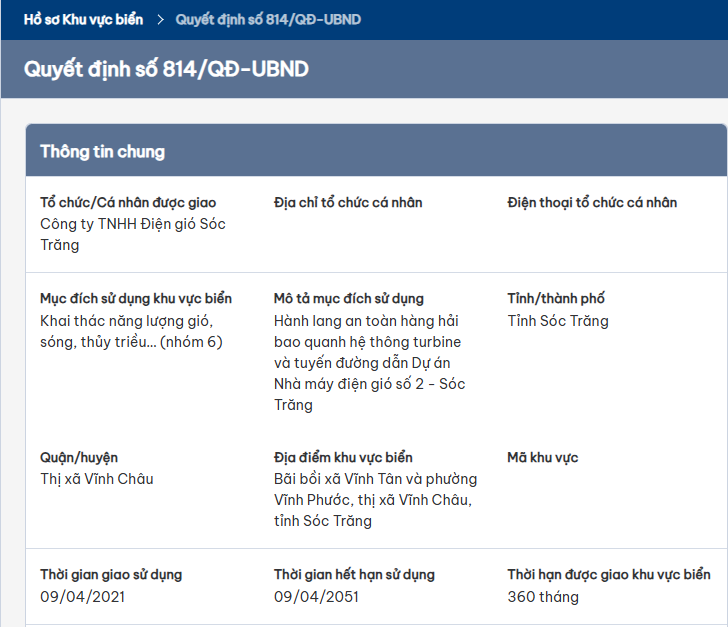 Hồ sơ Khu vực biển > Quyết định số 814/QĐ-UBND
Quyết định số 814/QĐ-UBND
Thông tin chung
Tổ chức/Cá nhân được giao
Công ty TNHH Điện gió Sóc
Trăng
Địa chỉ tổ chức cá nhân
Điện thoại tổ chức cá nhân
Mục đích sử dụng khu vực biển
Khai thác năng lượng gió,
sóng, thủy triều... (nhóm 6)
Mô tả mục đích sử dụng
Hành lang an toàn hàng hải
bao quanh hệ thông turbine
và tuyến đường dẫn Dự án
Nhà máy điện gió số 2 - Sóc
Trăng
Tỉnh/thành phố
Tỉnh Sóc Trăng
Quận/huyện
Thị xã Vĩnh Châu
Địa điểm khu vực biển
Bãi bồi xã Vĩnh Tân và phường
Vĩnh Phước, thị xã Vĩnh Châu,
tỉnh Sóc Trăng
Mã khu vực
Thời gian giao sử dụng
09/04/2021
Thời gian hết hạn sử dụng
09/04/2051
Thời hạn được giao khu vực biển
360 tháng